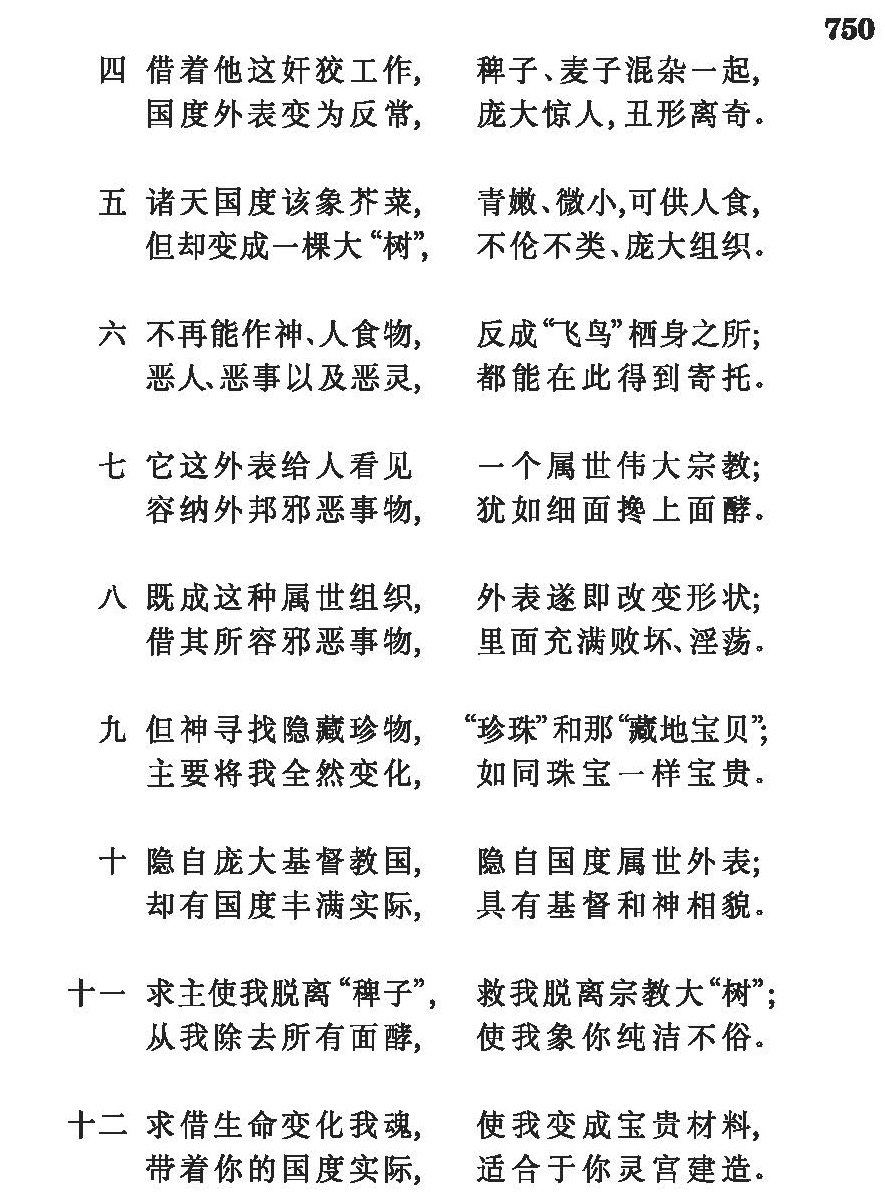 750
四 借着他这奸狡工作, 稗子、麦子混杂一起,
国度外表变为反常, 庞大惊人,丑形离奇。
五 诸天国度该象芥菜, 青嫩、微小,可供人食,
但却变成一棵大“树”, 不伦不类、庞大组织。
六 不再能作神、人食物, 反成“飞鸟”栖身之所;
恶人、恶事以及恶灵, 都能在此得到寄托。
七 它这外表给人看见 一个属世伟大宗教;
容纳外邦邪恶事物, 犹如细面搀上面酵。
八 既成这种属世组织, 外表遂即改变形状;
借其所容邪恶事物, 里面充满败坏、淫荡。
九 但神寻找隐藏珍物, “珍珠”和那“藏地宝贝”;
主要将我全然变化, 如同珠宝一样宝贵。
十 隐自庞大基督教国, 隐自国度属世外表;
却有国度丰满实际, 具有基督和神相貌。
十一 求主使我脱离“稗子”, 救我脱离宗教大“树”;
从我除去所有面酵, 使我象你纯洁不俗。
十二 求借生命变化我魂, 使我变成宝贵材料,
带着你的国度实际, 适合于你灵宫建造。